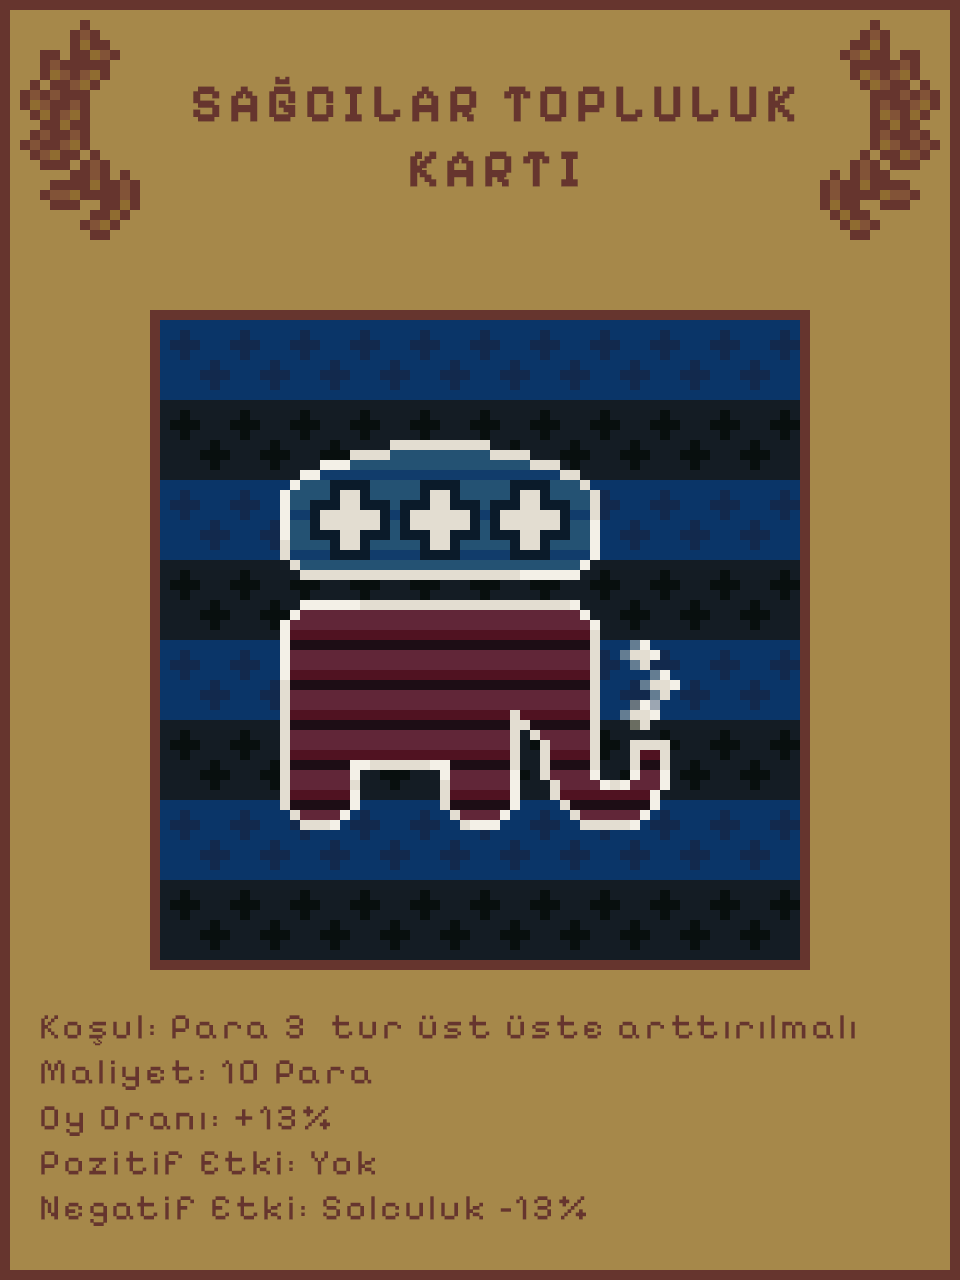 SAĞCILAR TOPLULUK
KARTI
Koşul: Para 3 tur üst üste arttırılmalı
Maliyet: 10 Para
Oy Oranı: +13%
Pozitif Etki: Yok
Negatif Etki: Solculuk -13%